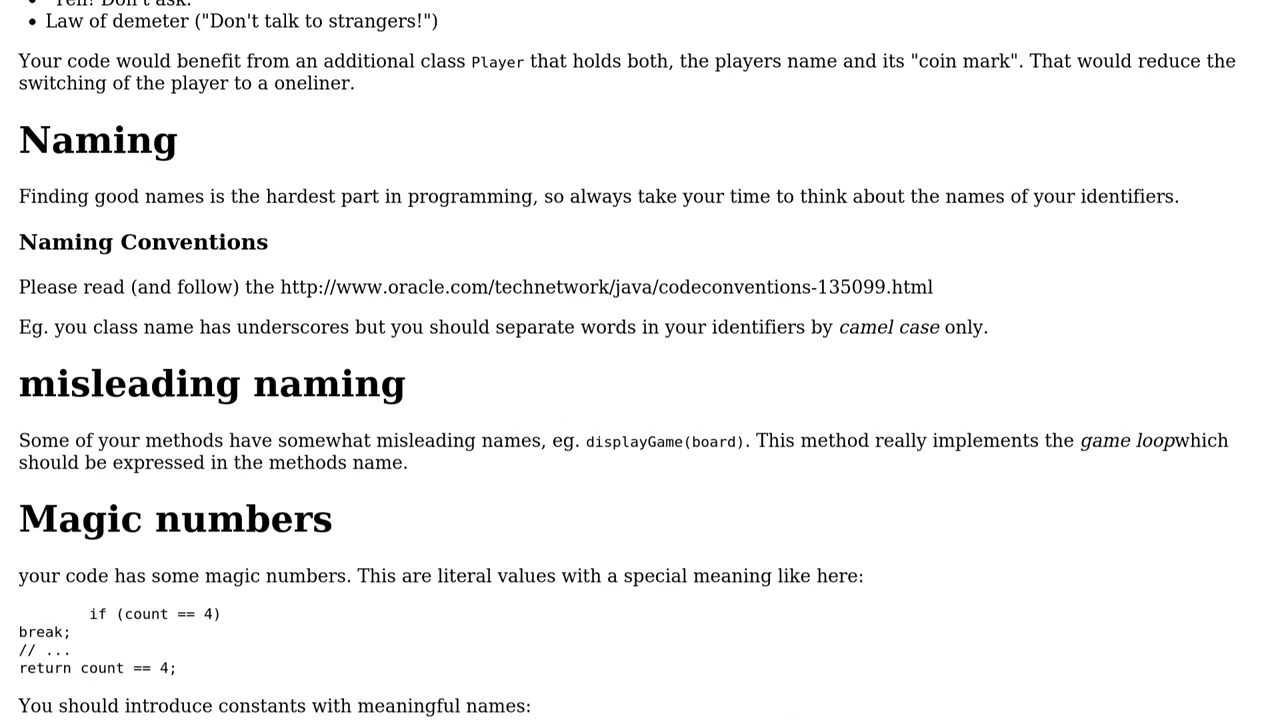 "Tell! Don't ask."
• Law of demeter ("Don't talk to strangers!")
Your code would benefit from an additional class Player that holds both, the players name and its "coin mark". That would reduce the
switching of the player to a oneliner.
Naming
Finding good names is the hardest part in programming, so always take your time to think about the names of your identifiers.
Naming Conventions
Please read (and follow) the http://www.oracle.com/technetwork/java/codeconventions-135099.html
Eg. you class name has underscores but you should separate words in your identifiers by camel case only.
misleading naming
Some of your methods have somewhat misleading names, eg. displayGame(board). This method really implements the game loopwhich
should be expressed in the methods name.
Magic numbers
your code has some magic numbers. This are literal values with a special meaning like here:
if (count == 4)
break;
// ...
return count == 4;
You should introduce constants with meaningful names: